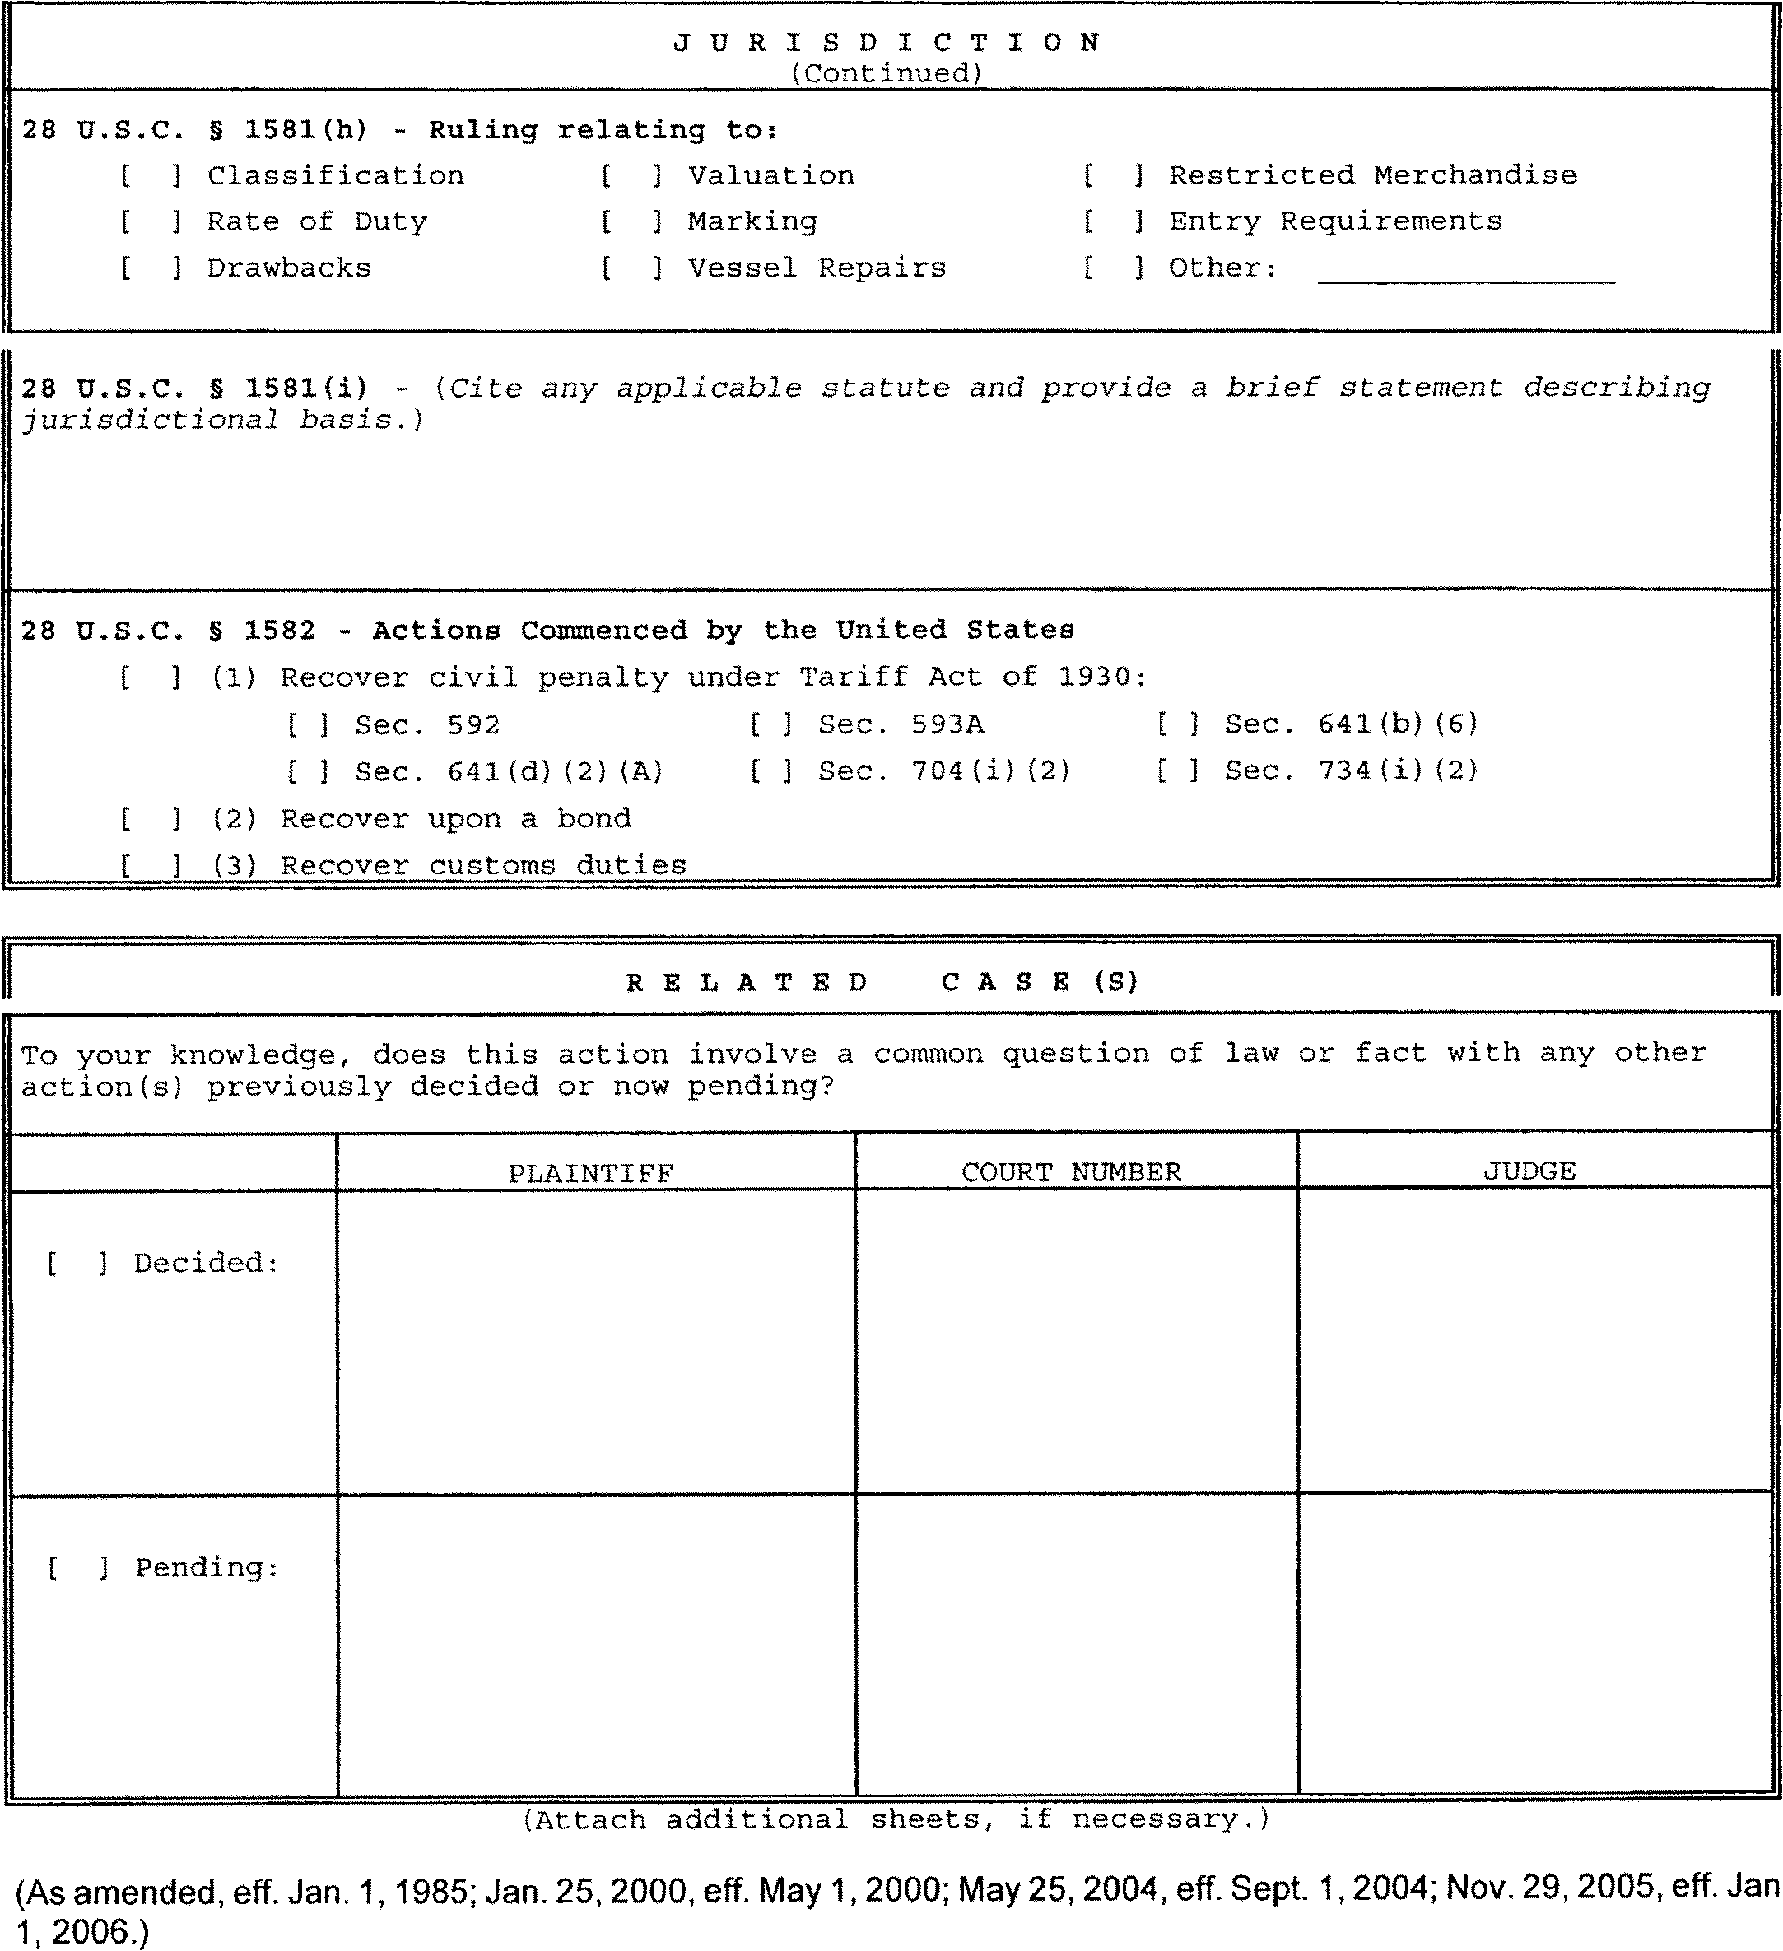 J U R I S D I C T I O N
(Continued)
28 U.S.C. § 1581(h) - Ruling relating to:
[ ] Classification [ ] Valuation [ ] Restricted Merchandise
[ ] Rate of Duty [ ] Marking [ ] Entry Requirements
[ ] Drawbacks [ ] Vessel Repairs [ ] Other: ________________
28 U.S.C. § 1581(i) - (Cite any applicable statute and provide a brief statement describing
jurisdictional basis.)
28 U.S.C. § 1582 - Actions Commenced by the United States
[ ] (1) Recover civil penalty under Tariff Act of 1930:
[ ] Sec. 592 [ ] Sec. 593A [ ] Sec. 641(b)(6)
[ ] Sec. 641(d)(2)(A) [ ] Sec. 704(i)(2) [ ] Sec. 734(i)(2)
[ ] (2) Recover upon a bond
[ ] (3) Recover customs duties
R E L A T E D C A S E (S)
To your knowledge, does this action involve a common question of law or fact with any other
action(s) previously decided or now pending?
PLAINTIFF COURT NUMBER JUDGE
[ ] Decided:
[ ] Pending:
(Attach additional sheets, if necessary.)
(As amended, eff. Jan. 1, 1985; Jan. 25, 2000, eff. May 1, 2000; May 25, 2004, eff. Sept. 1, 2004; Nov. 29, 2005, eff. Jan
1, 2006.)